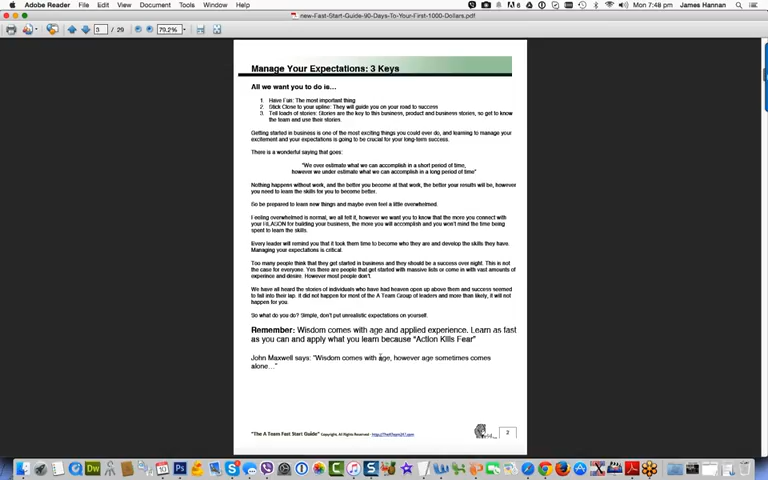 Adobe Reader File Edit View Document Tools Window Help
Mon 7:48 pm James Hannan
new-Fast-Start-Guide-90-Days-To-Your-First-1000-Dollars.pdf
3 / 29 79.2%
Manage Your Expectations: 3 Keys
All we want you to do is...
1. Have Fun: The most important thing
2. Stick Close to your upline: They will guide you on your road to success
3. Tell loads of stories: Stories are the key to this business, product and business stories, so get to know
the team and use their stories.
Getting started in business is one of the most exciting things you could ever do, and learning to manage your
excitement and your expectations is going to be crucial for your long-term success.
There is a wonderful saying that goes:
"We over estimate what we can accomplish in a short period of time,
however we under estimate what we can accomplish in a long period of time"
Nothing happens without work, and the better you become at that work, the better your results will be, however
you need to learn the skills for you to become better.
So be prepared to learn new things and maybe even feel a little overwhelmed.
Feeling overwhelmed is normal, we all felt it, however we want you to know that the more you connect with
your REASON for building your business, the more you will accomplish and you won't mind the time being
spent to learn the skills.
Every leader will remind you that it took them time to become who they are and develop the skills they have.
Managing your expectations is critical.
Too many people think that they get started in business and they should be a success over night. This is not
the case for everyone. Yes there are people that get started with massive lists or come in with vast amounts of
experience and desire. However most people don't.
We have all heard the stories of individuals who have had heaven open up above them and success seemed
to fall into their lap. It did not happen for most of the A Team Group of leaders and more than likely, it will not
happen for you.
So what do you do? Simple, don't put unrealistic expectations on yourself.
Remember: Wisdom comes with age and applied experience. Learn as fast
as you can and apply what you learn because "Action Kills Fear"
John Maxwell says: "Wisdom comes with age, however age sometimes comes
alone..."
"The A Team Fast Start Guide" Copyright, All Rights Reserved -
2